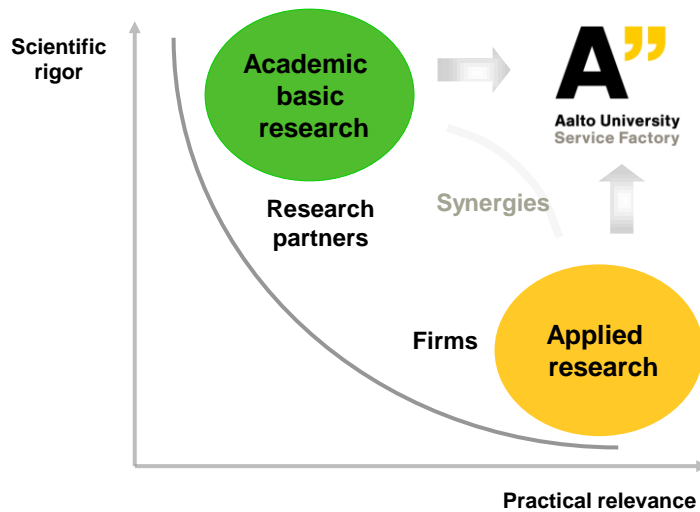 Scientific
rigor
Academic
basic
research
A”
Aalto University
Service Factory
Research
partners
Synergies
Firms
Applied
research
Practical relevance